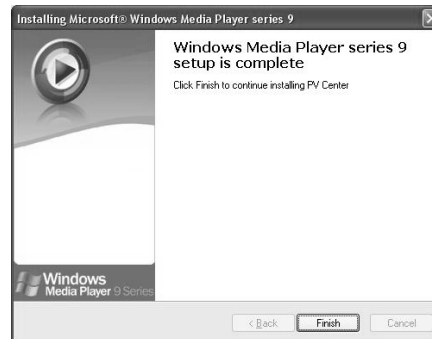 Installing Microsoft® Windows Media Player series 9
Windows Media Player series 9
setup is complete
Click Finish to continue installing PV Center
Windows
Media Player 9 Series
< Back
Finish
Cancel